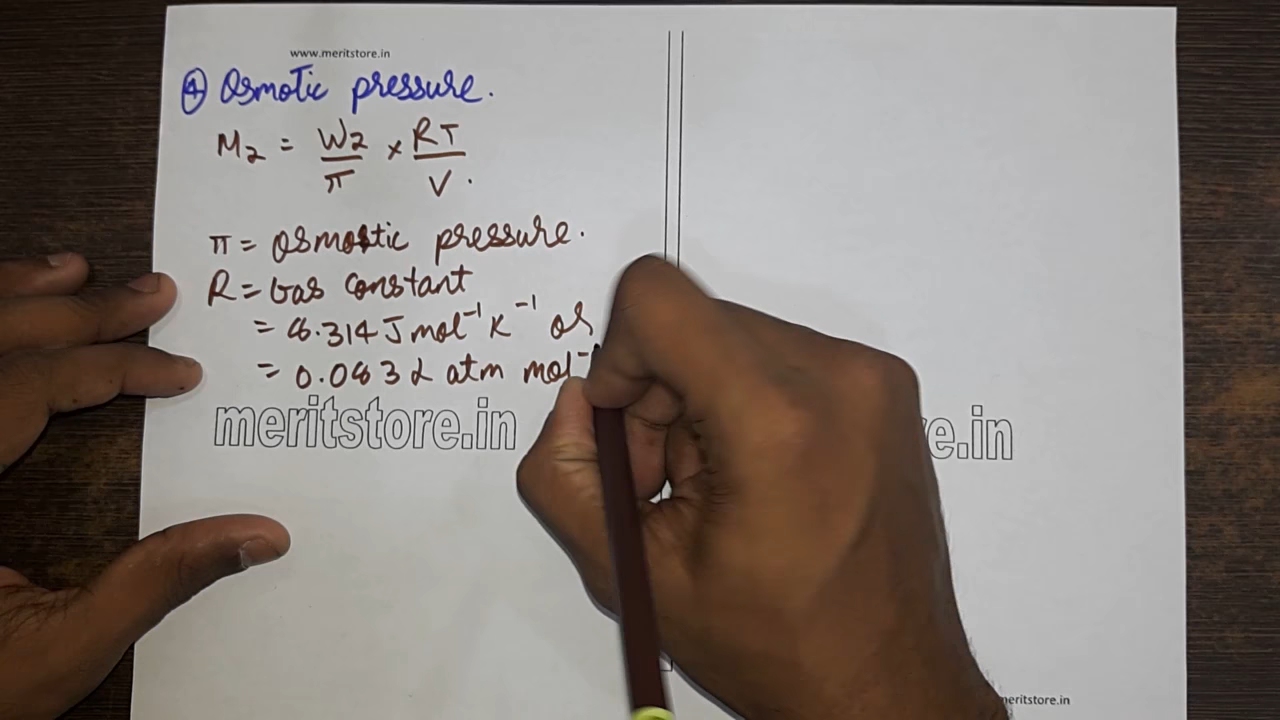 www.meritstore.in
④ Osmotic pressure.
M₂ = W₂/π × RT/V.
π = Osmostic pressure.
R = Gas constant
= 8.314 J mol⁻¹ K⁻¹ or
= 0.083 L atm mol⁻
meritstore.in
e.in
meritstore.in